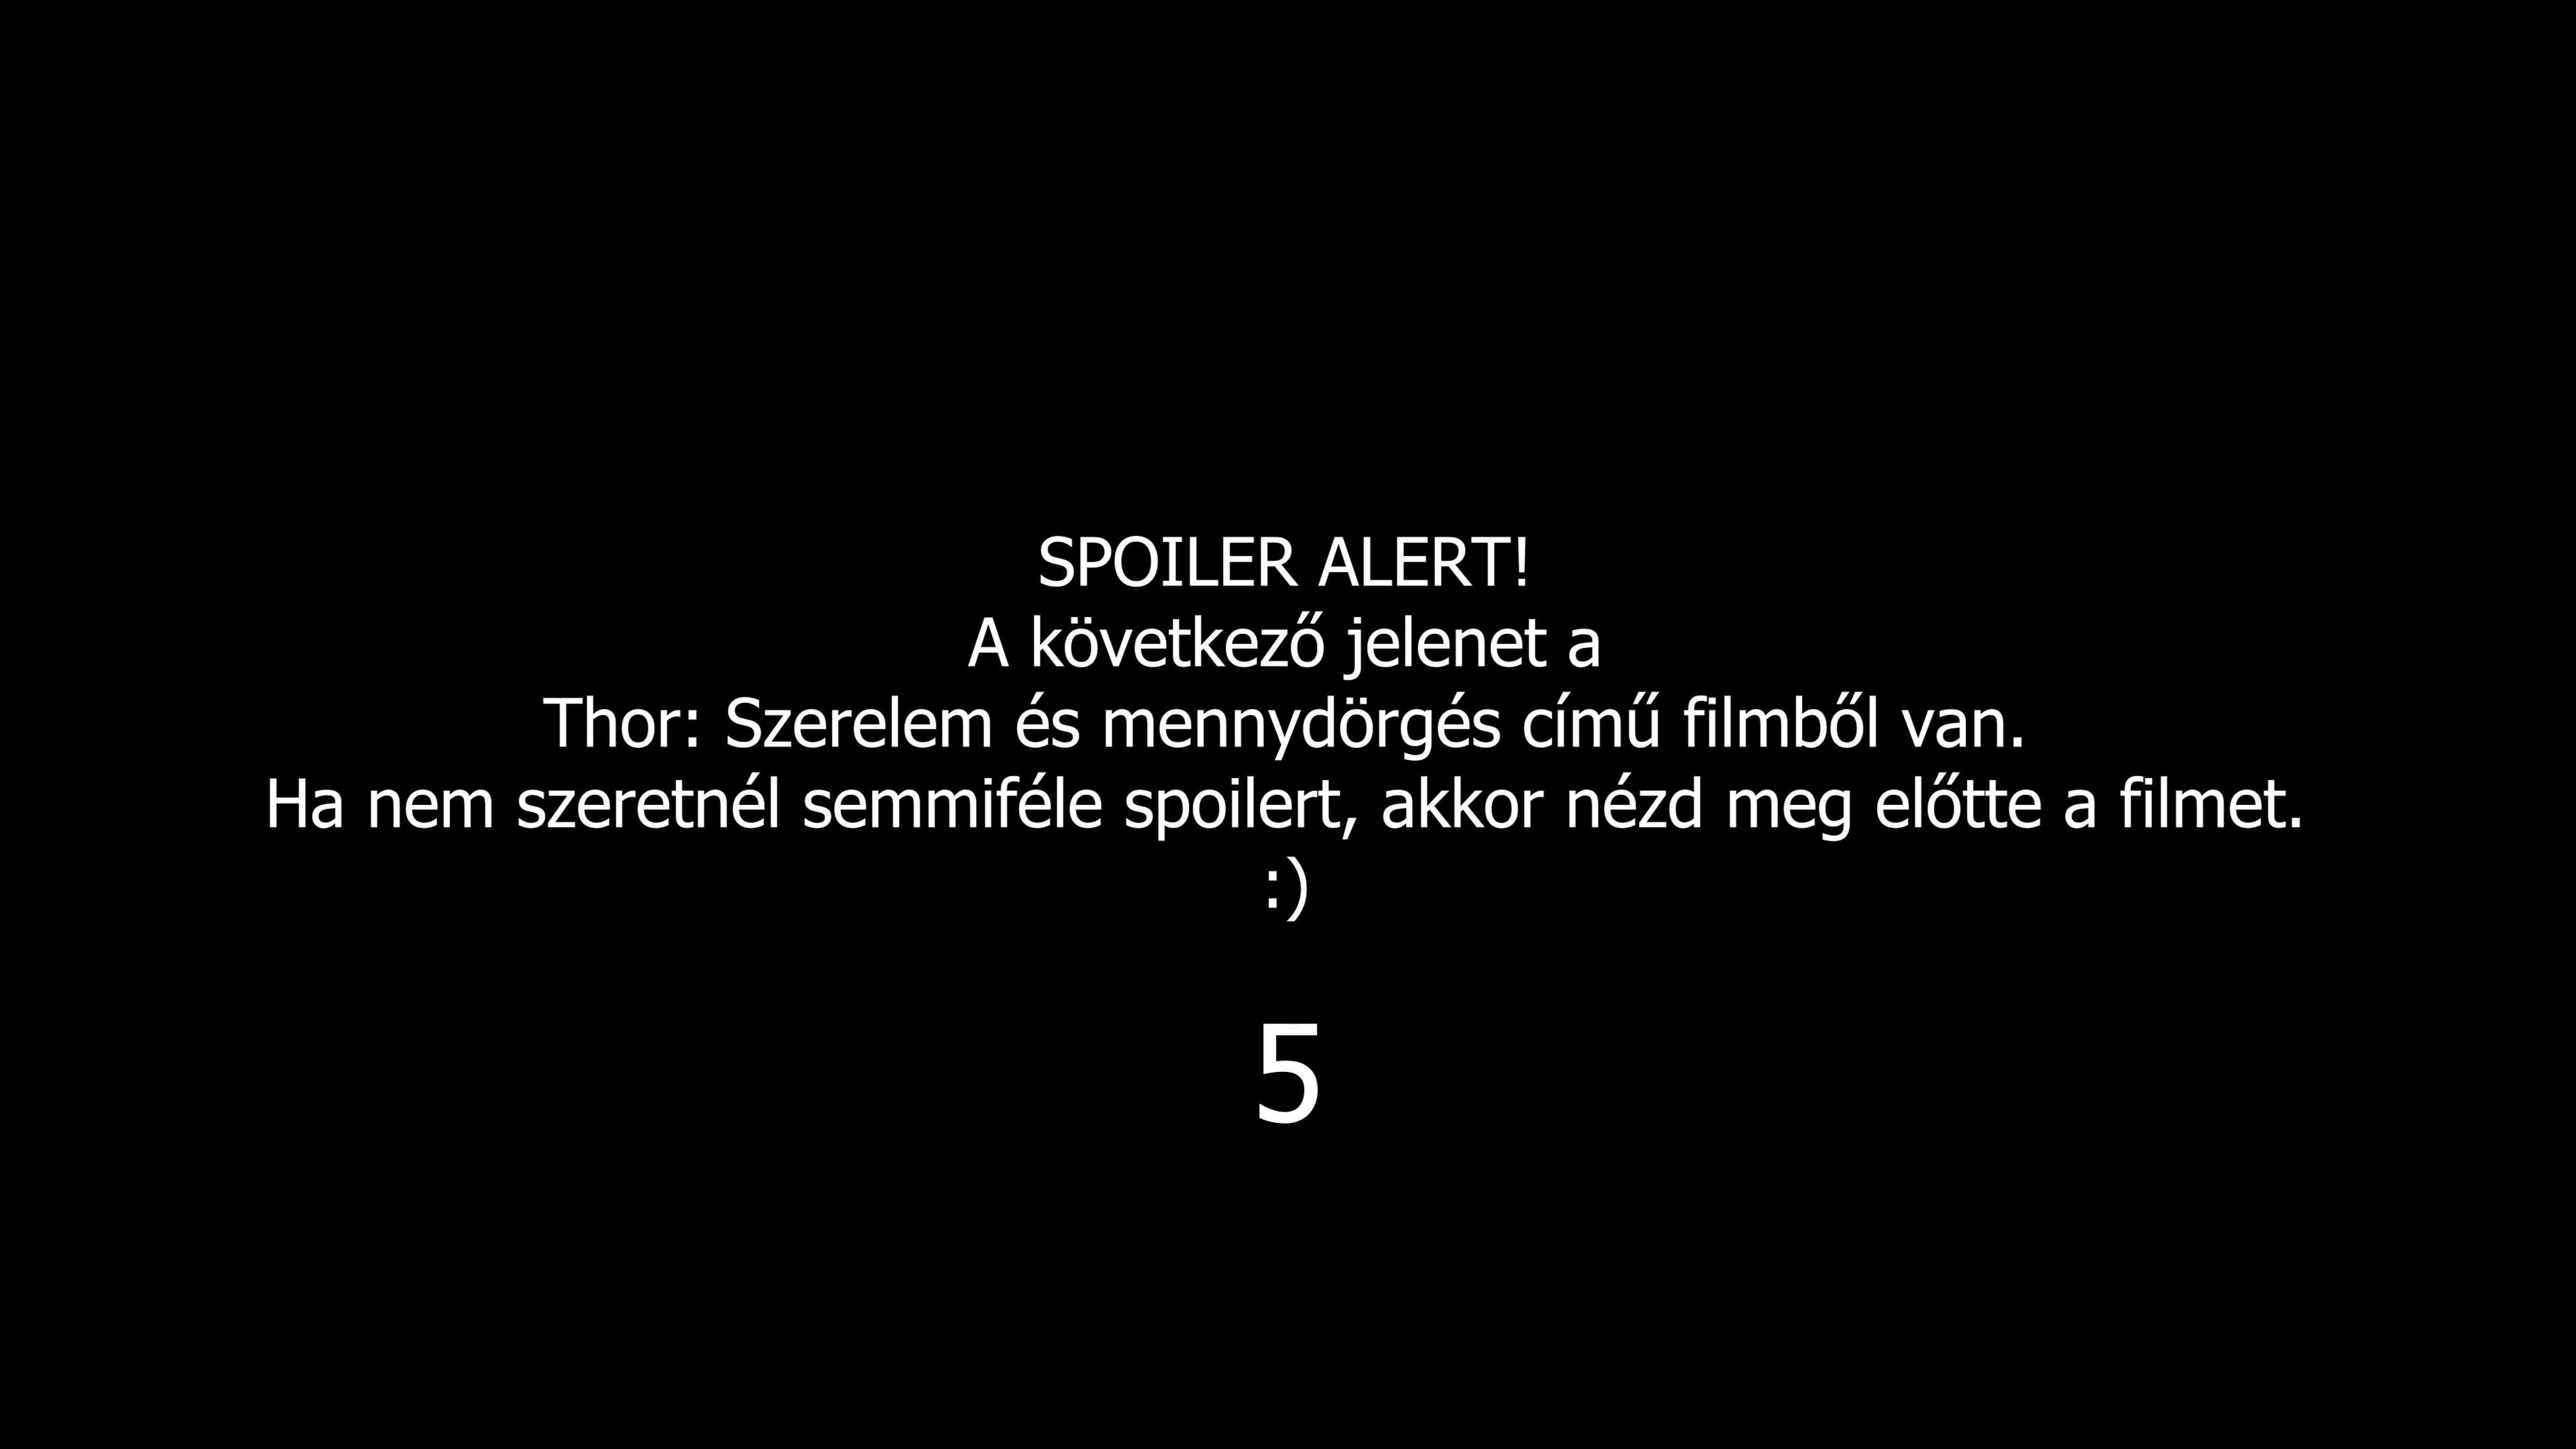 SPOILER ALERT!
A következő jelenet a
Thor: Szerelem és mennydörgés című filmből van.
Ha nem szeretnél semmiféle spoilert, akkor nézd meg előtte a filmet.
:)
5